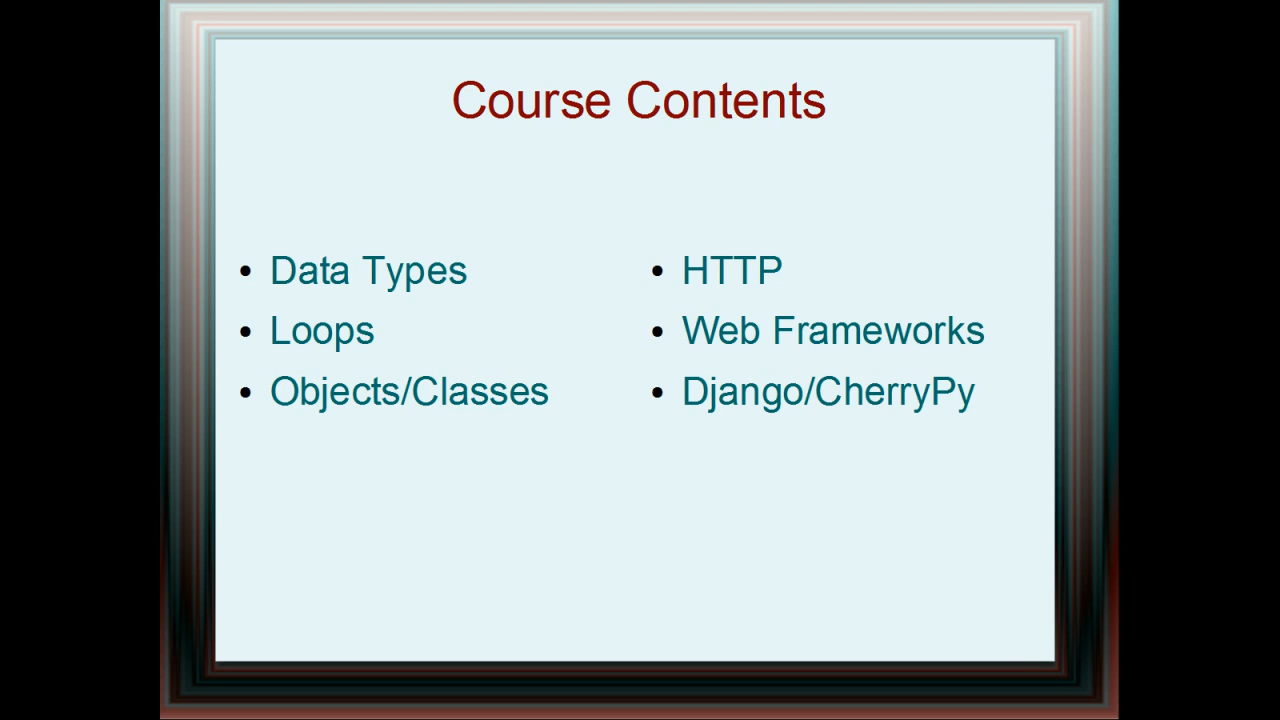 Course Contents
• Data Types
• Loops
• Objects/Classes
• HTTP
• Web Frameworks
• Django/CherryPy